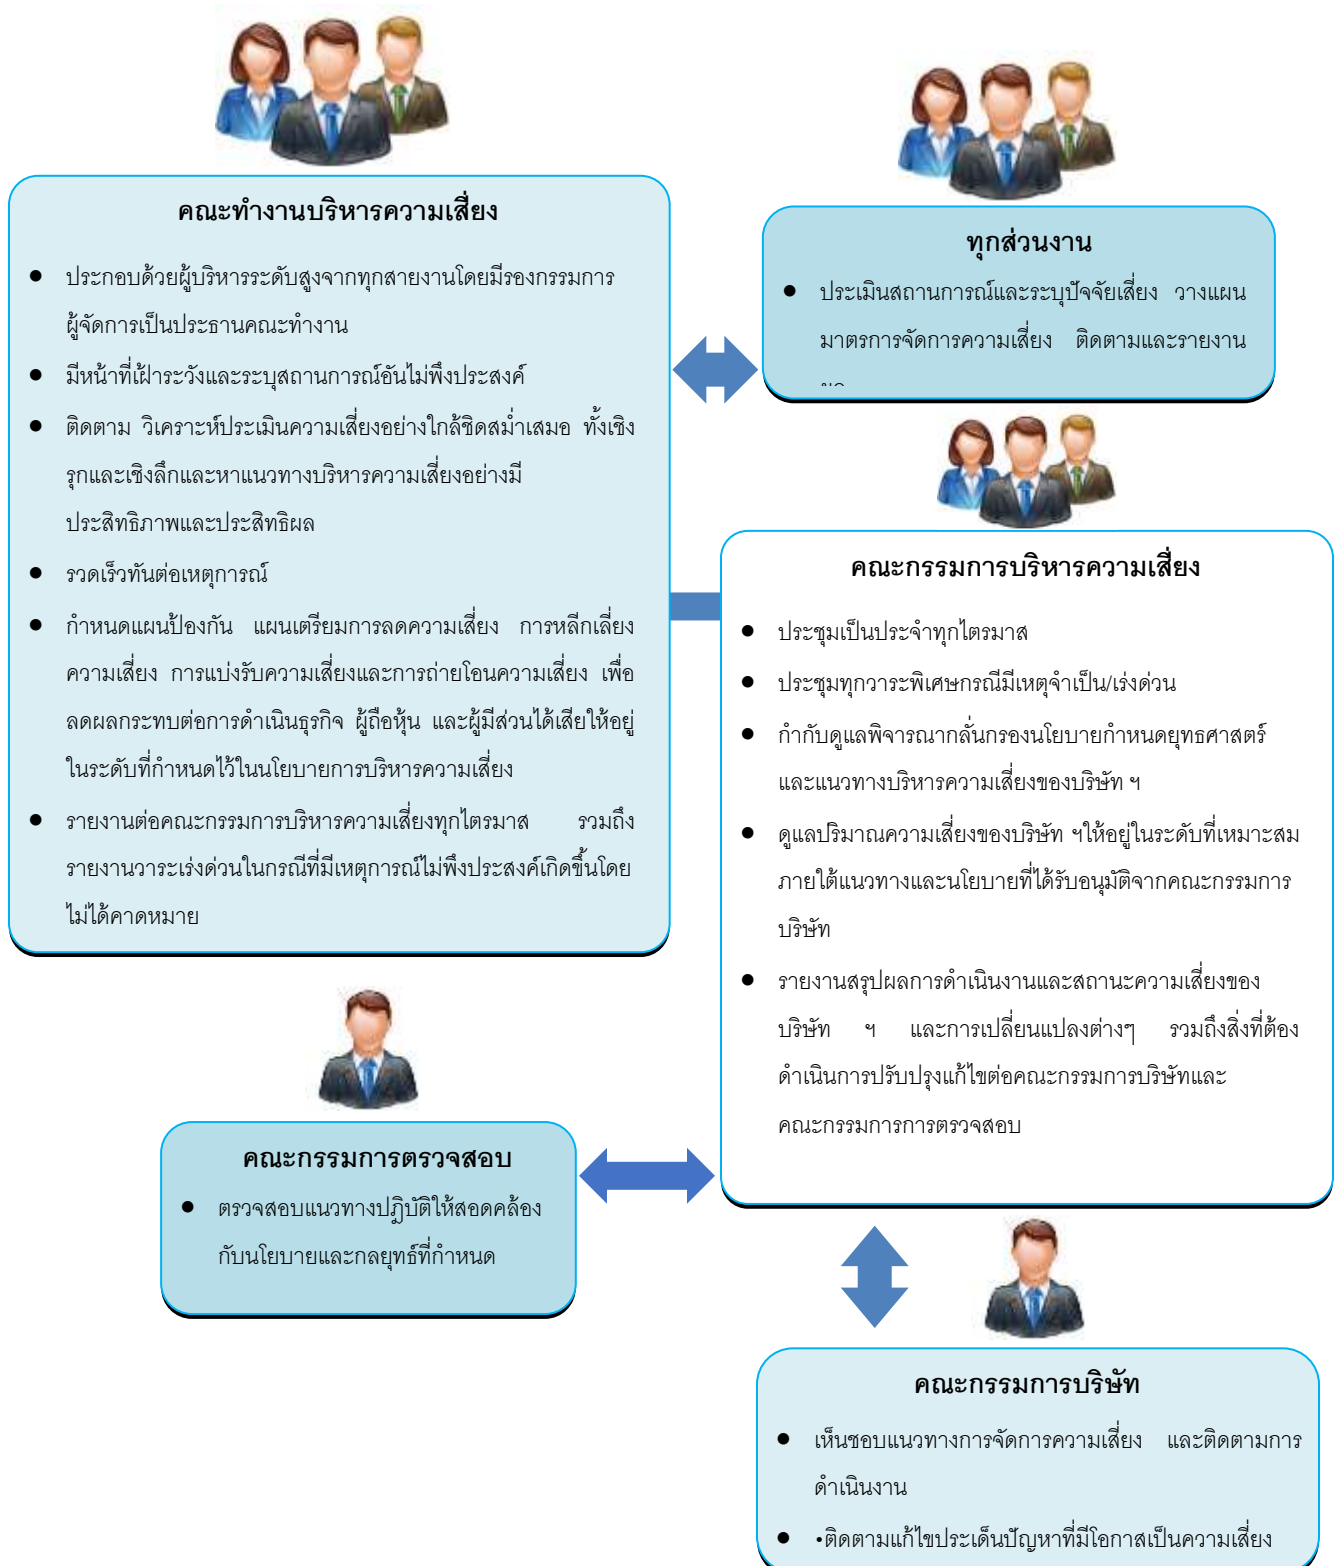 คณะทำงานบริหารความเสี่ยง
● ประกอบด้วยผู้บริหารระดับสูงจากทุกสายงานโดยมีรองกรรมการ
ผู้จัดการเป็นประธานคณะทำงาน
● มีหน้าที่เฝ้าระวังและระบุสถานการณ์อันไม่พึงประสงค์
● ติดตาม วิเคราะห์ประเมินความเสี่ยงอย่างใกล้ชิดสม่ำเสมอ ทั้งเชิง
รุกและเชิงลึกและหาแนวทางบริหารความเสี่ยงอย่างมี
ประสิทธิภาพและประสิทธิผล
● รวดเร็วทันต่อเหตุการณ์
● กำหนดแผนป้องกัน แผนเตรียมการลดความเสี่ยง การหลีกเลี่ยง
ความเสี่ยง การแบ่งรับความเสี่ยงและการถ่ายโอนความเสี่ยง เพื่อ
ลดผลกระทบต่อการดำเนินธุรกิจ ผู้ถือหุ้น และผู้มีส่วนได้เสียให้อยู่
ในระดับที่กำหนดไว้ในนโยบายการบริหารความเสี่ยง
● รายงานต่อคณะกรรมการบริหารความเสี่ยงทุกไตรมาส รวมถึง
รายงานวาระเร่งด่วนในกรณีที่มีเหตุการณ์ไม่พึงประสงค์เกิดขึ้นโดย
ไม่ได้คาดหมาย
ทุกส่วนงาน
● ประเมินสถานการณ์และระบุปัจจัยเสี่ยง วางแผน
มาตรการจัดการความเสี่ยง ติดตามและรายงาน
คณะกรรมการบริหารความเสี่ยง
● ประชุมเป็นประจำทุกไตรมาส
● ประชุมทุกวาระพิเศษกรณีมีเหตุจำเป็น/เร่งด่วน
● กำกับดูแลพิจารณากลั่นกรองนโยบายกำหนดยุทธศาสตร์
และแนวทางบริหารความเสี่ยงของบริษัท ฯ
● ดูแลปริมาณความเสี่ยงของบริษัท ฯให้อยู่ในระดับที่เหมาะสม
ภายใต้แนวทางและนโยบายที่ได้รับอนุมัติจากคณะกรรมการ
บริษัท
● รายงานสรุปผลการดำเนินงานและสถานะความเสี่ยงของ
บริษัท ฯ และการเปลี่ยนแปลงต่างๆ รวมถึงสิ่งที่ต้อง
ดำเนินการปรับปรุงแก้ไขต่อคณะกรรมการบริษัทและ
คณะกรรมการการตรวจสอบ
คณะกรรมการตรวจสอบ
● ตรวจสอบแนวทางปฏิบัติให้สอดคล้อง
กับนโยบายและกลยุทธ์ที่กำหนด
คณะกรรมการบริษัท
● เห็นชอบแนวทางการจัดการความเสี่ยง และติดตามการ
ดำเนินงาน
● •ติดตามแก้ไขประเด็นปัญหาที่มีโอกาสเป็นความเสี่ยง